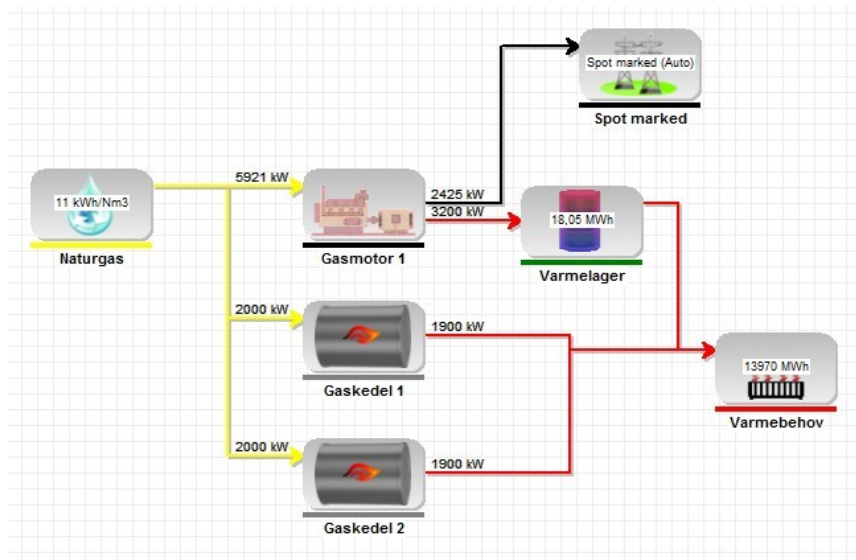 Spot marked (Auto)
Spot marked
5921 kW
11 kWh/Nm3
2425 kW
3200 kW
18,05 MWh
Naturgas
Gasmotor 1
Varmelager
2000 kW
1900 kW
13970 MWh
Gaskedel 1
Varmebehov
2000 kW
1900 kW
Gaskedel 2